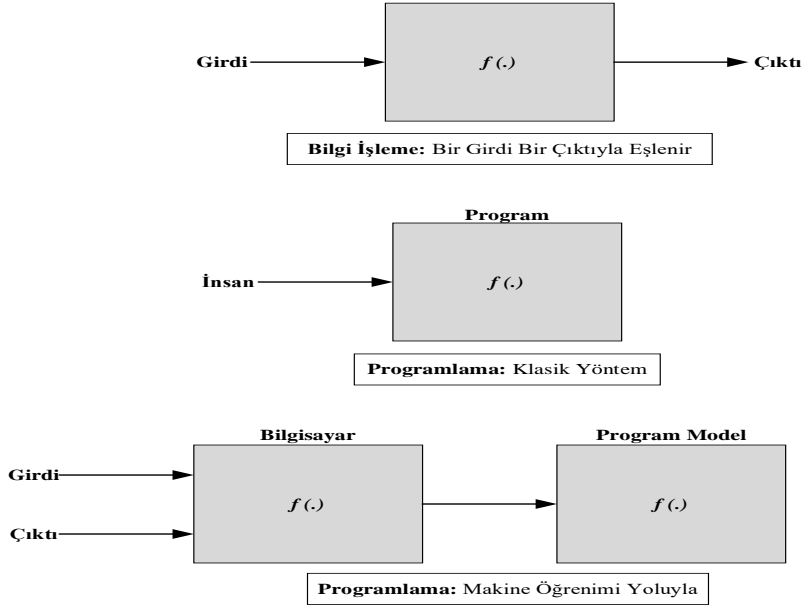 Girdi
f (.)
Çıktı
Bilgi İşleme: Bir Girdi Bir Çıktıyla Eşlenir
Program
İnsan
f (.)
Programlama: Klasik Yöntem
Bilgisayar
Program Model
Girdi
Çıktı
f (.)
f (.)
Programlama: Makine Öğrenimi Yoluyla